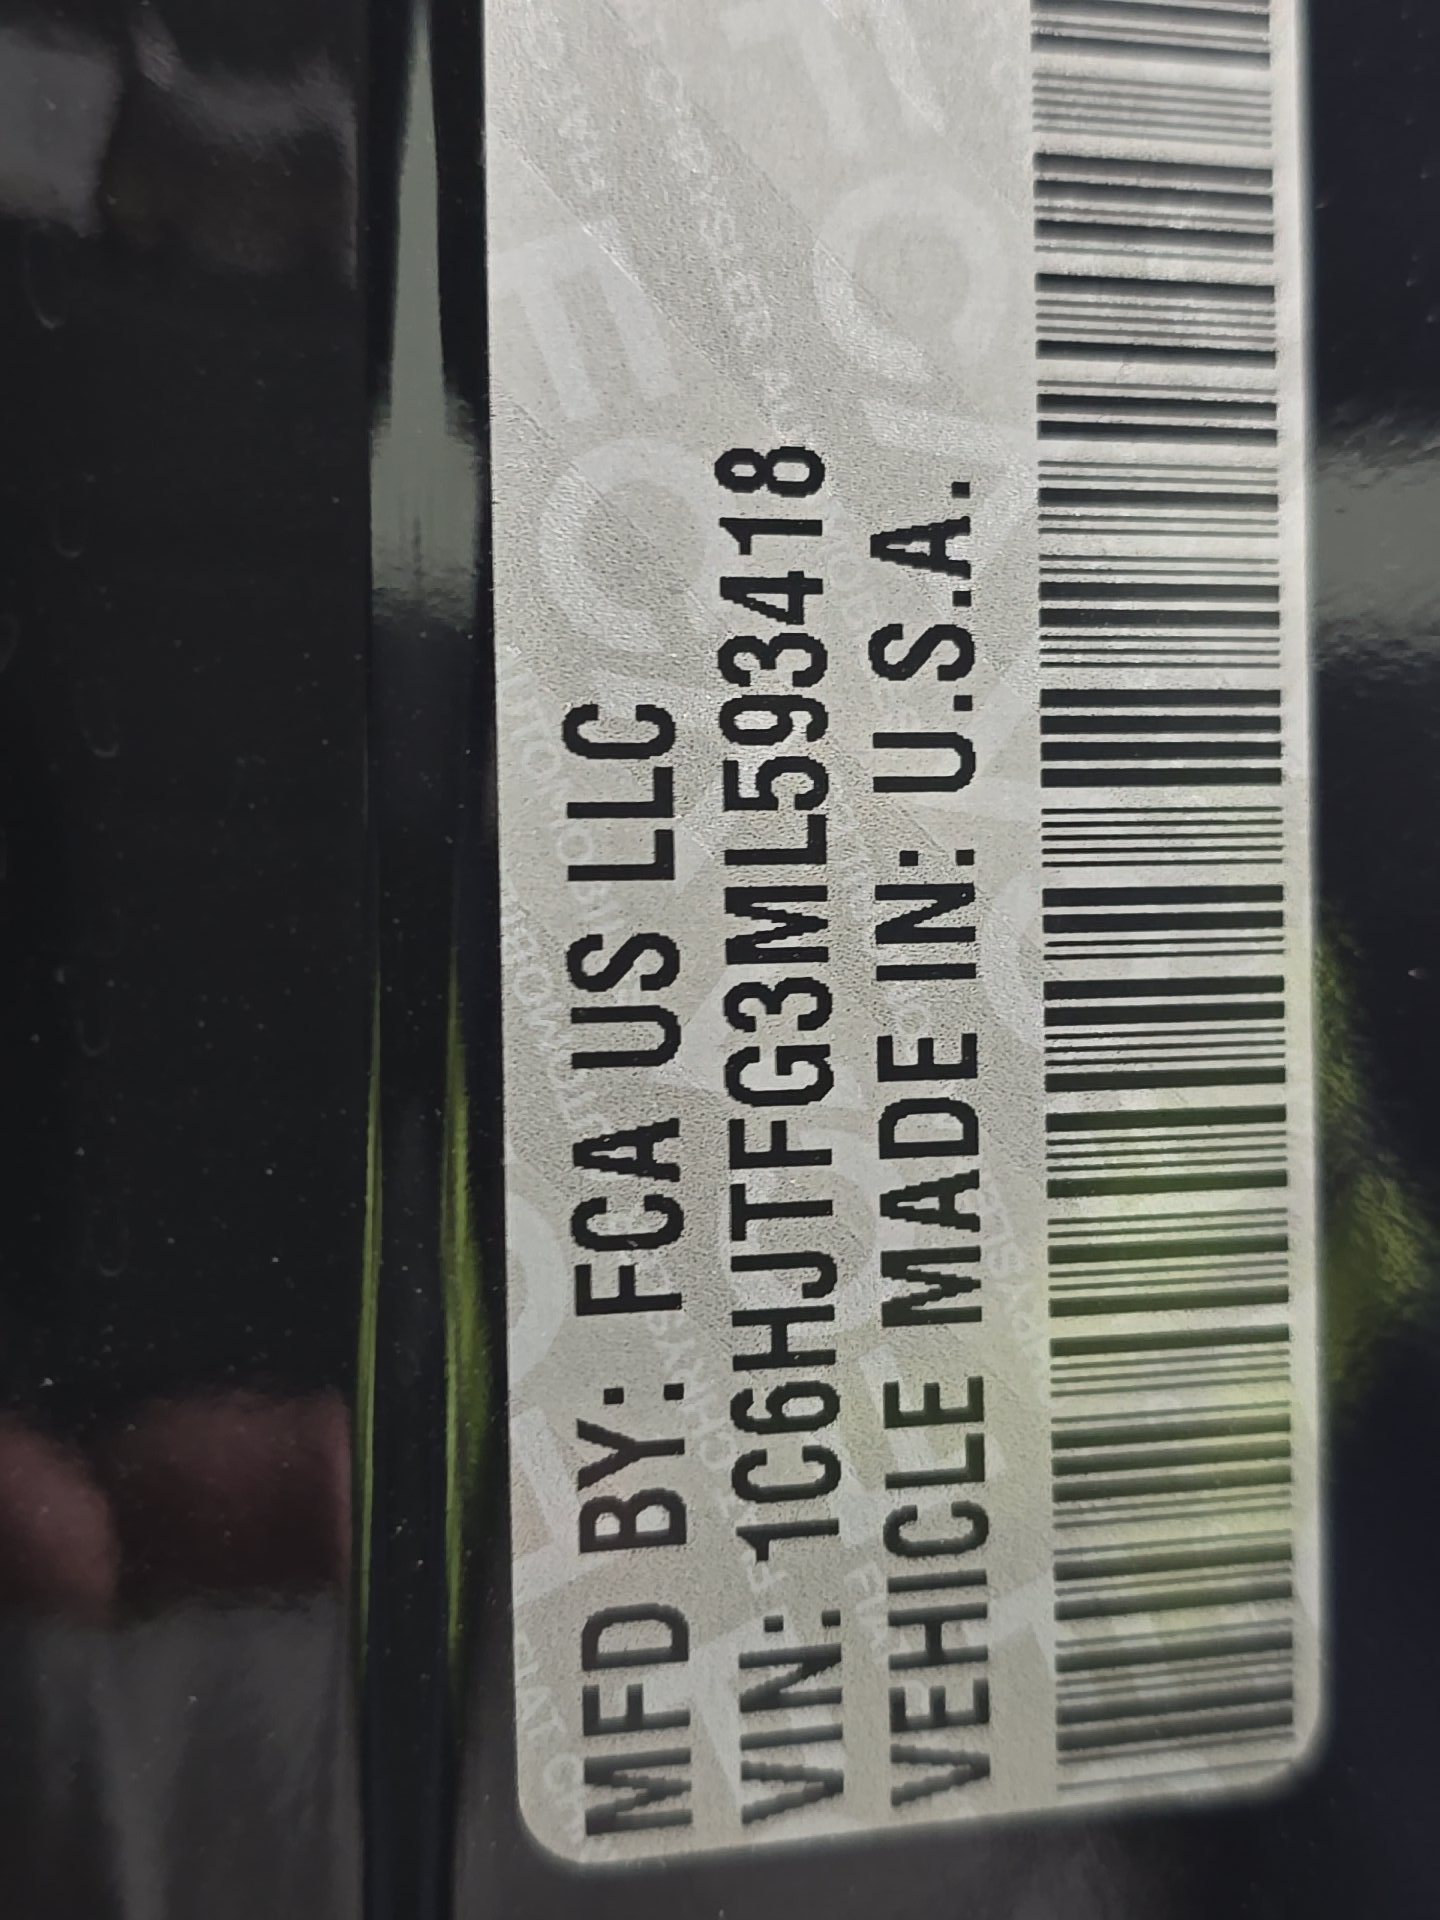 MFD BY: FCA US LLC
VIN: 1C6HJTFG3ML593418
VEHICLE MADE IN: U.S.A.